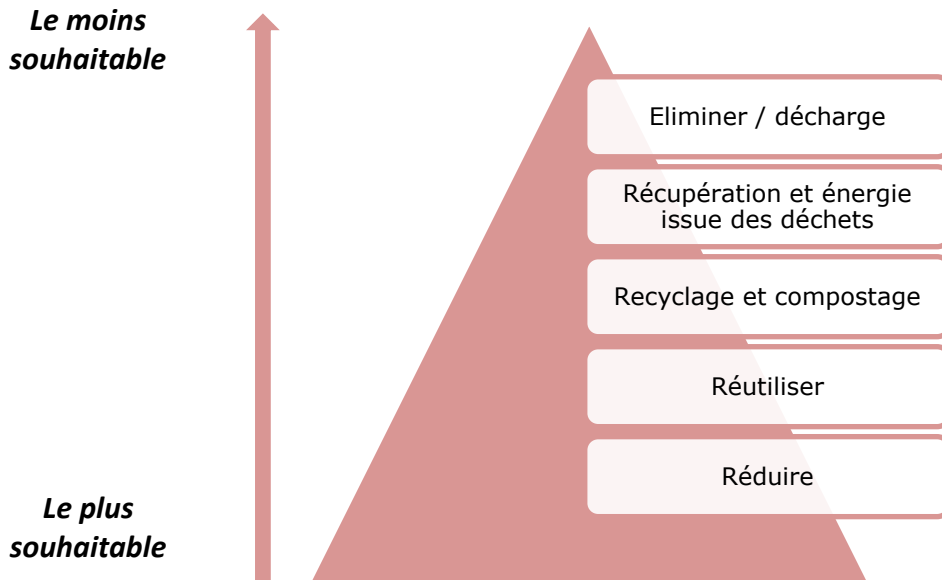 Le moins
souhaitable
Eliminer / décharge
Récupération et énergie
issue des déchets
Recyclage et compostage
Réutiliser
Réduire
Le plus
souhaitable